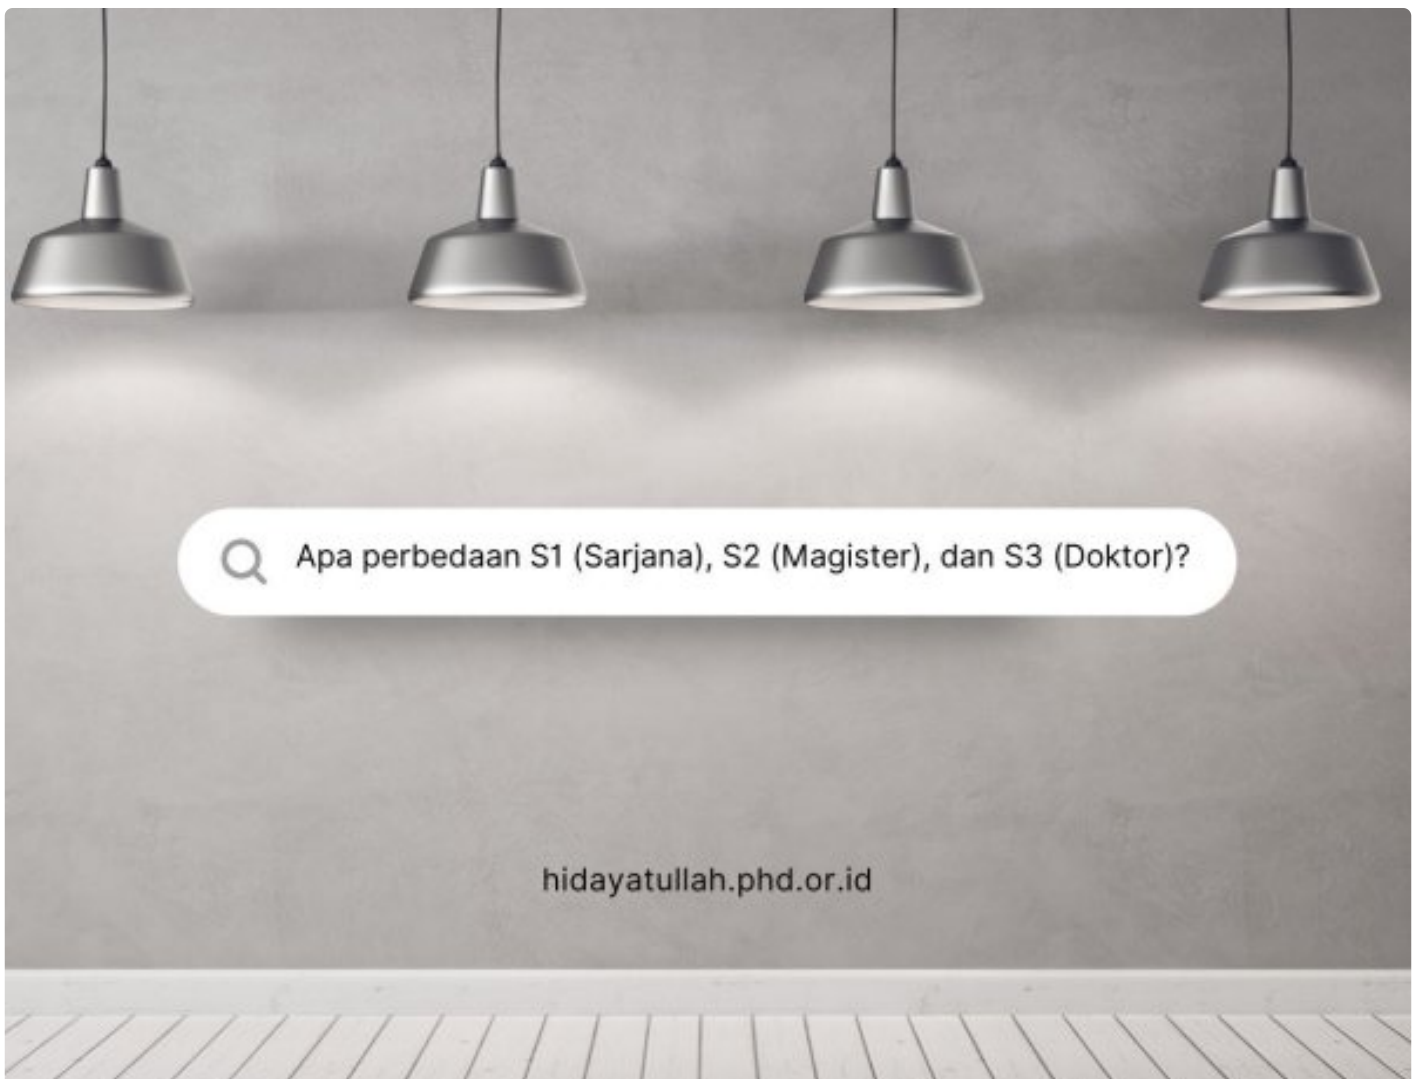 Apa perbedaan S1 (Sarjana), S2 (Magister), dan S3 (Doktor)?
hidayatullah.phd.or.id